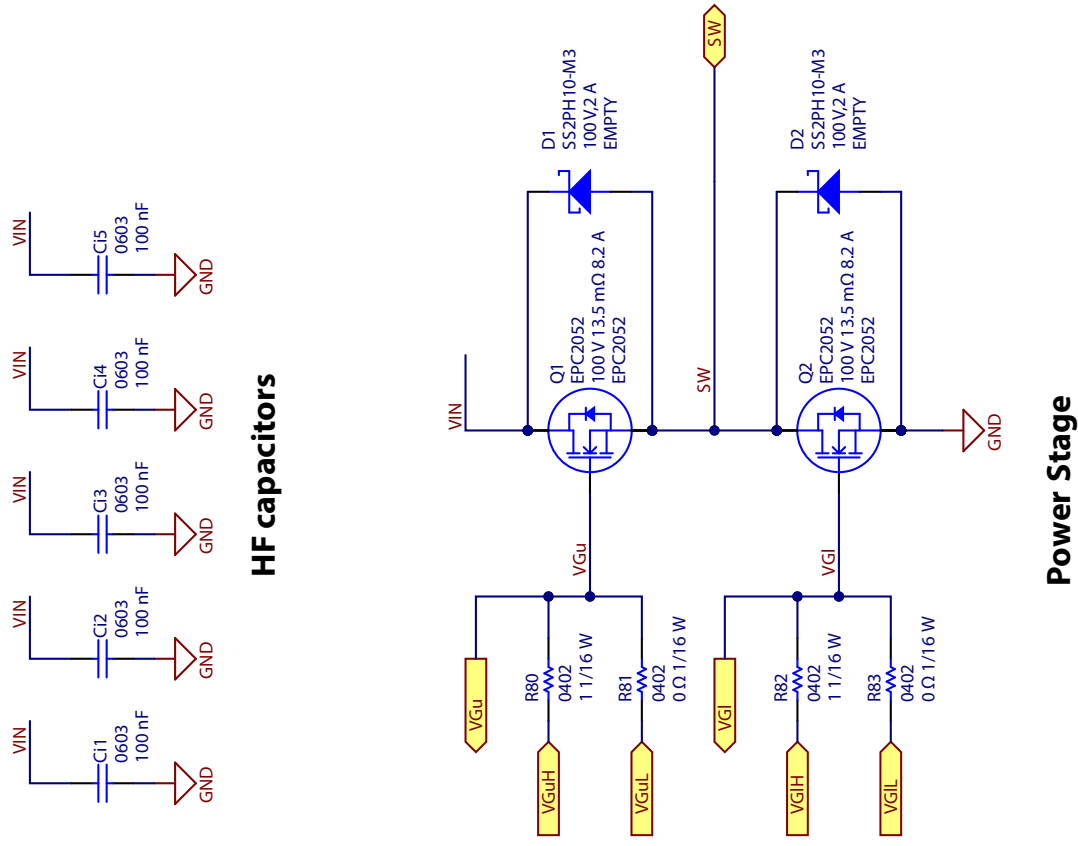 VIN
Ci1
0603
100 nF
GND
VIN
Ci2
0603
100 nF
GND
VIN
Ci3
0603
100 nF
GND
VIN
Ci4
0603
100 nF
GND
VIN
Ci5
0603
100 nF
GND
HF capacitors
VIN
VGu
VGuH
R80
0402
1 1/16 W
VGuL
R81
0402
0 Ω 1/16 W
VGu
Q1
EPC2052
100 V 13.5 mΩ 8.2 A
EPC2052
D1
SS2PH10-M3
100 V,2 A
EMPTY
SW
SW
VGl
VGlH
R82
0402
1 1/16 W
VGlL
R83
0402
0 Ω 1/16 W
VGl
Q2
EPC2052
100 V 13.5 mΩ 8.2 A
EPC2052
D2
SS2PH10-M3
100 V,2 A
EMPTY
GND
Power Stage